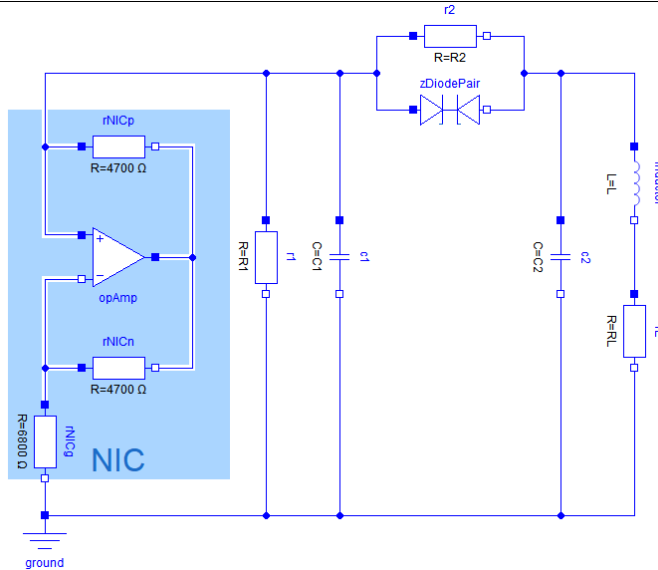 r2
R=R2
zDiodePair
rNICp
R=4700 Ω
+
−
opAmp
rNICn
R=4700 Ω
R=6800 Ω
rNICg
NIC
ground
R=R1
r1
C=C1
c1
C=C2
c2
L=L
R=RL